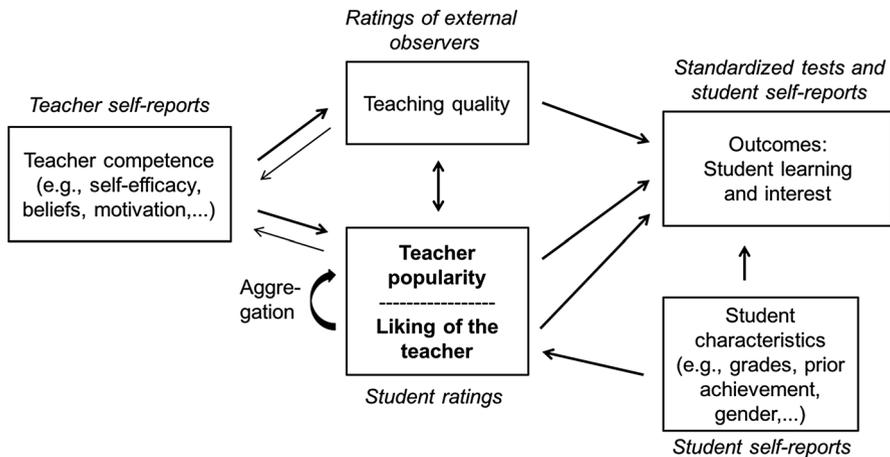 Ratings of external
observers
Teaching quality
Teacher self-reports
Teacher competence
(e.g., self-efficacy,
beliefs, motivation,...)
Standardized tests and
student self-reports
Outcomes:
Student learning
and interest
Aggre-
gation
Teacher
popularity
-----------------
Liking of the
teacher
Student ratings
Student
characteristics
(e.g., grades, prior
achievement,
gender,...)
Student self-reports